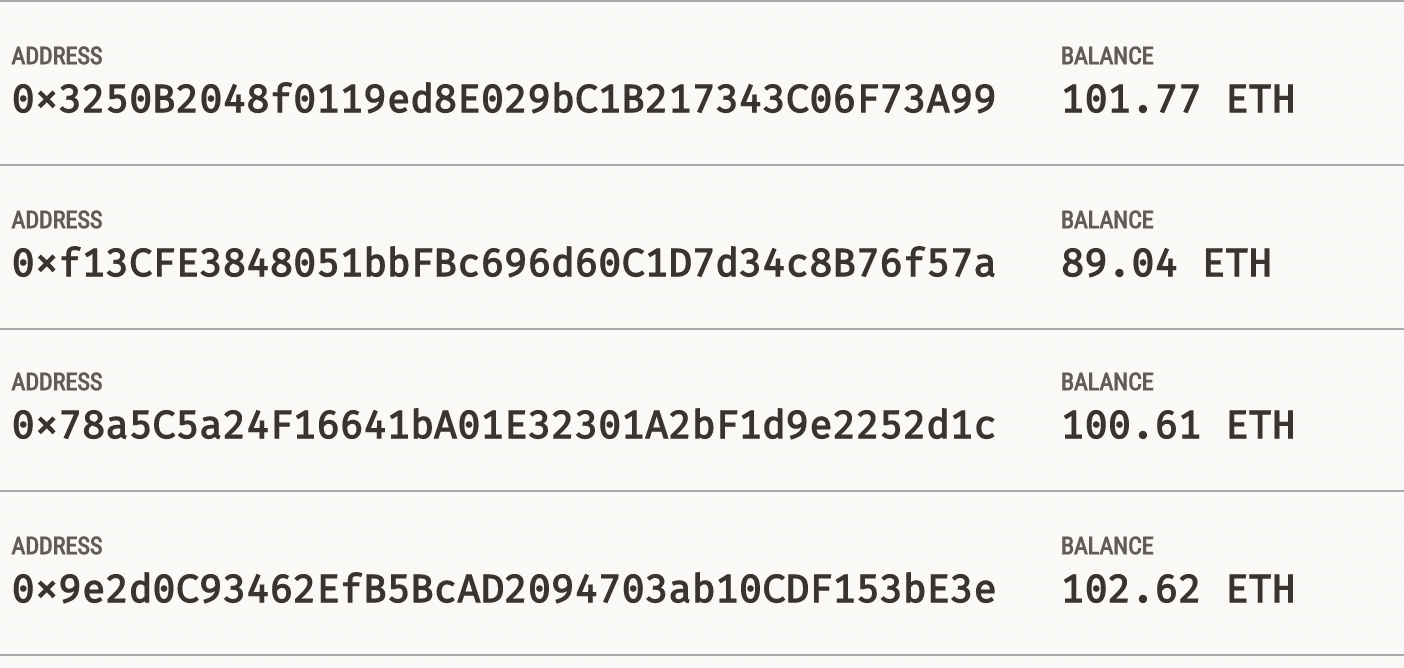 ADDRESS BALANCE
0x3250B2048f0119ed8E029bC1B217343C06F73A99 101.77 ETH
ADDRESS BALANCE
0xf13CFE3848051bbFBc696d60C1D7d34c8B76f57a 89.04 ETH
ADDRESS BALANCE
0x78a5C5a24F16641bA01E32301A2bF1d9e2252d1c 100.61 ETH
ADDRESS BALANCE
0x9e2d0C93462EfB5BcAD2094703ab10CDF153bE3e 102.62 ETH